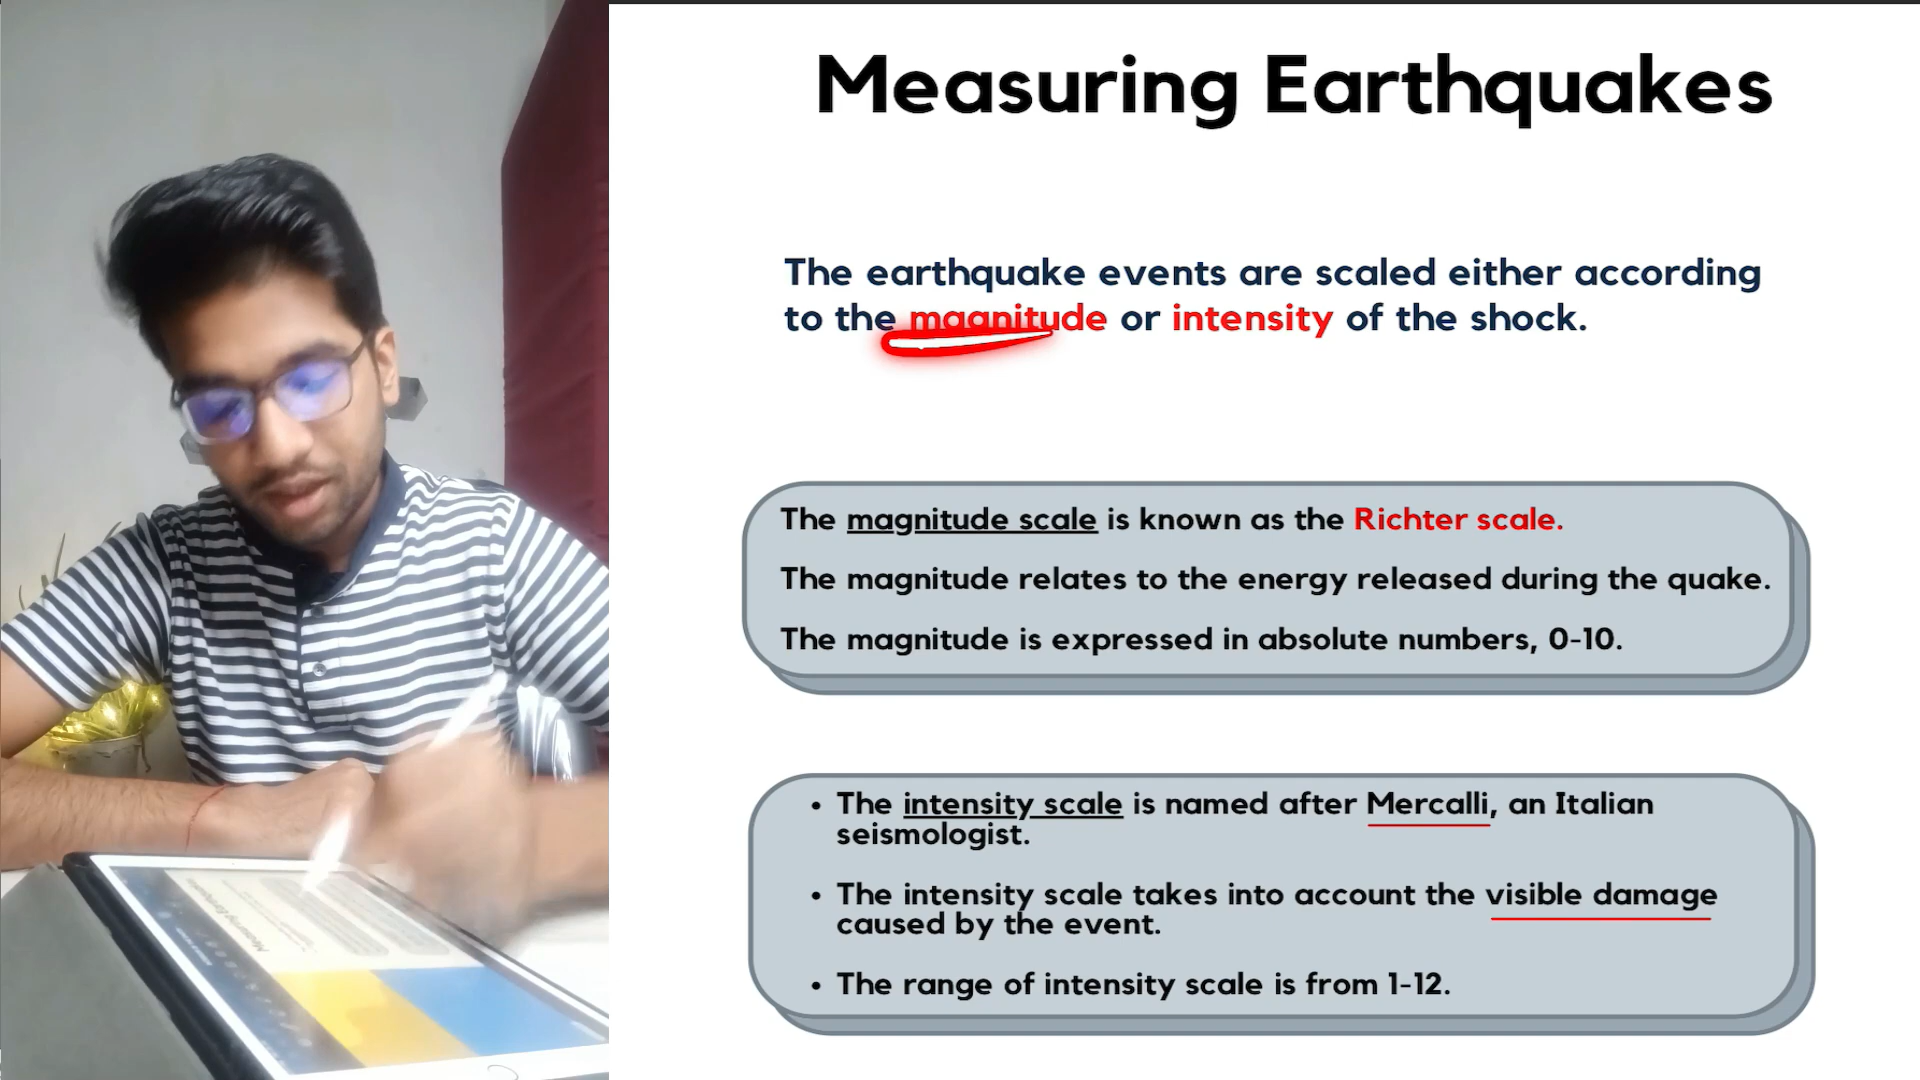 Measuring Earthquakes
The earthquake events are scaled either according
to the magnitude or intensity of the shock.
The magnitude scale is known as the Richter scale.
The magnitude relates to the energy released during the quake.
The magnitude is expressed in absolute numbers, 0-10.
• The intensity scale is named after Mercalli, an Italian
seismologist.
• The intensity scale takes into account the visible damage
caused by the event.
• The range of intensity scale is from 1-12.